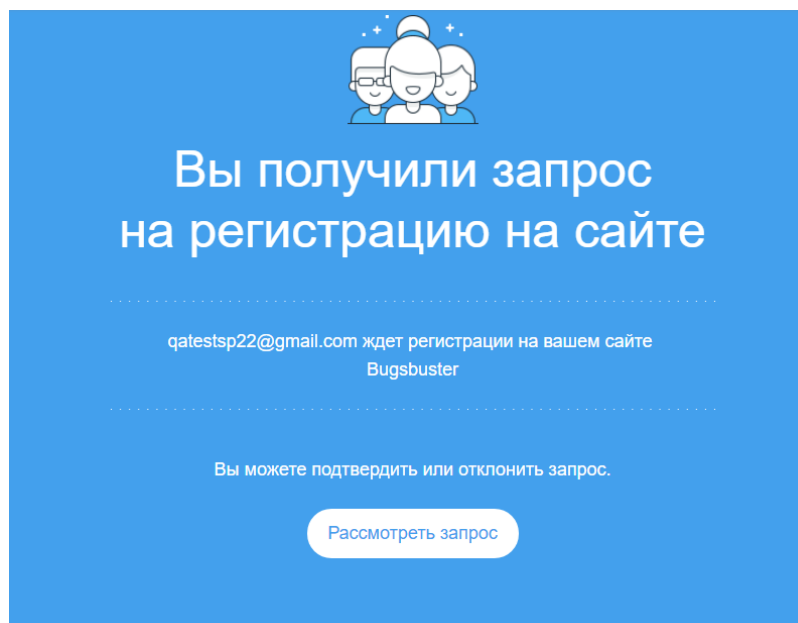 Вы получили запрос
на регистрацию на сайте
qatestsp22@gmail.com ждет регистрации на вашем сайте
Bugsbuster
Вы можете подтвердить или отклонить запрос.
Рассмотреть запрос